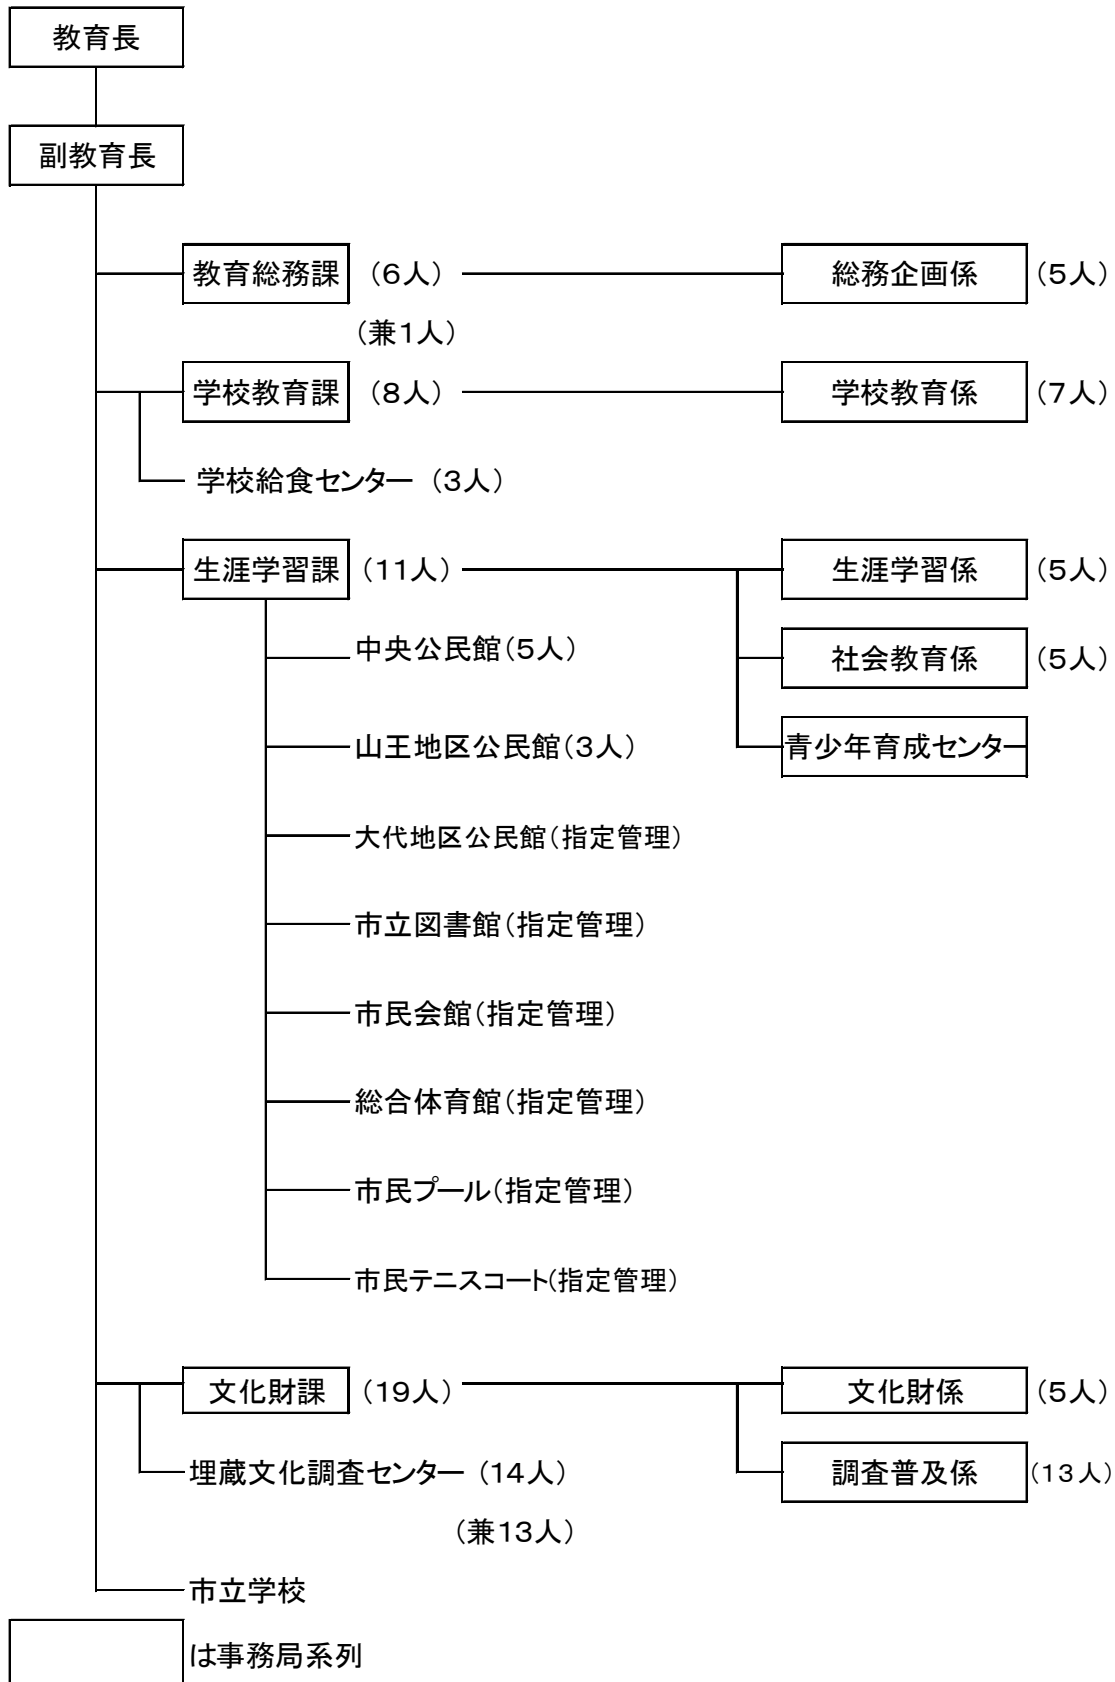 教育長
副教育長
教育総務課 (6人) 総務企画係 (5人)
(兼1人)
学校教育課 (8人) 学校教育係 (7人)
学校給食センター (3人)
生涯学習課 (11人) 生涯学習係 (5人)
中央公民館(5人) 社会教育係 (5人)
山王地区公民館(3人) 青少年育成センター
大代地区公民館(指定管理)
市立図書館(指定管理)
市民会館(指定管理)
総合体育館(指定管理)
市民プール(指定管理)
市民テニスコート(指定管理)
文化財課 (19人) 文化財係 (5人)
埋蔵文化調査センター (14人) 調査普及係 (13人)
(兼13人)
市立学校
は事務局系列